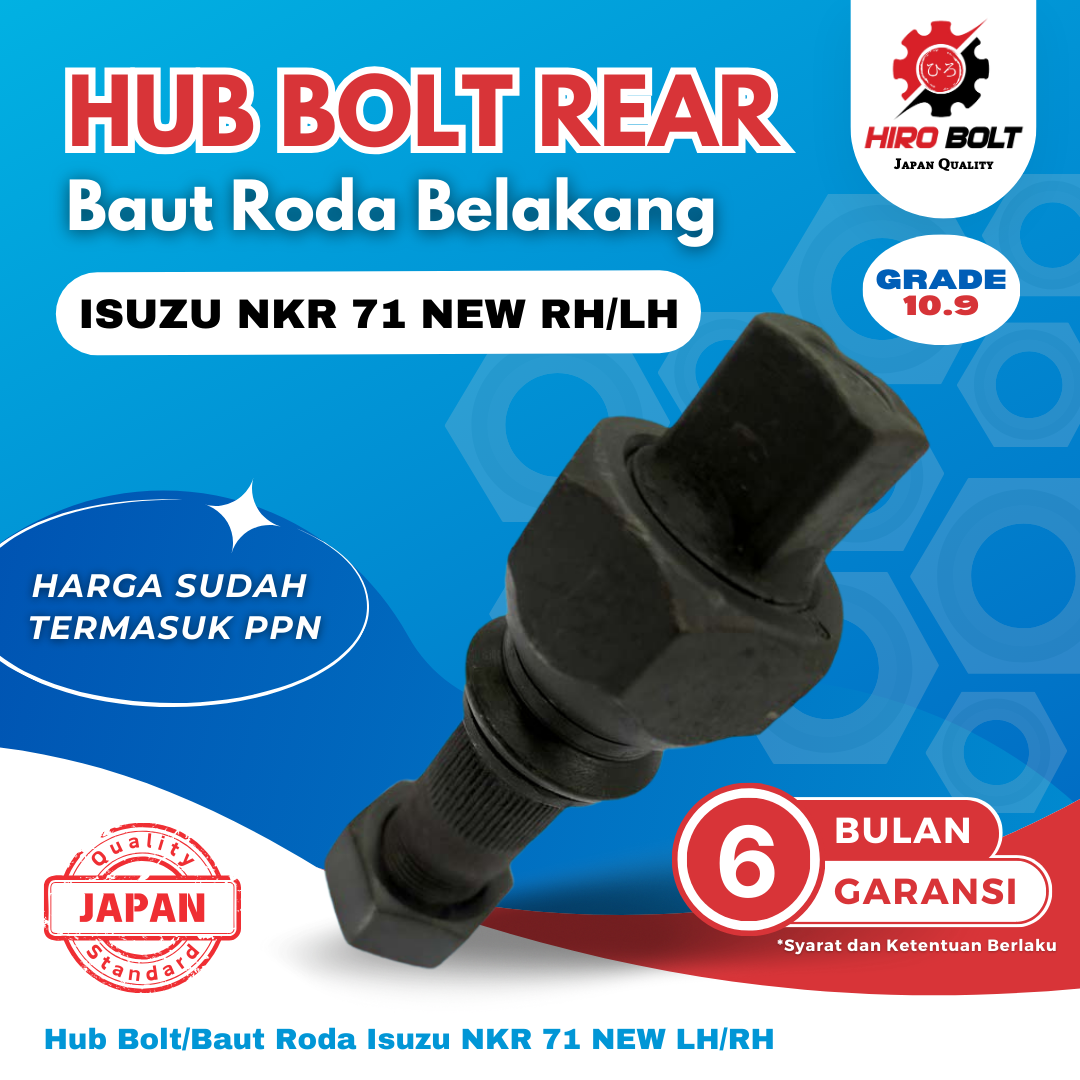 HUB BOLT REAR
Baut Roda Belakang
ISUZU NKR 71 NEW RH/LH
ひろ
HIRO BOLT
JAPAN QUALITY
GRADE
10.9
HARGA SUDAH
TERMASUK PPN
6
BULAN
GARANSI
*Syarat dan Ketentuan Berlaku
Quality
JAPAN
Standard
Hub Bolt/Baut Roda Isuzu NKR 71 NEW LH/RH